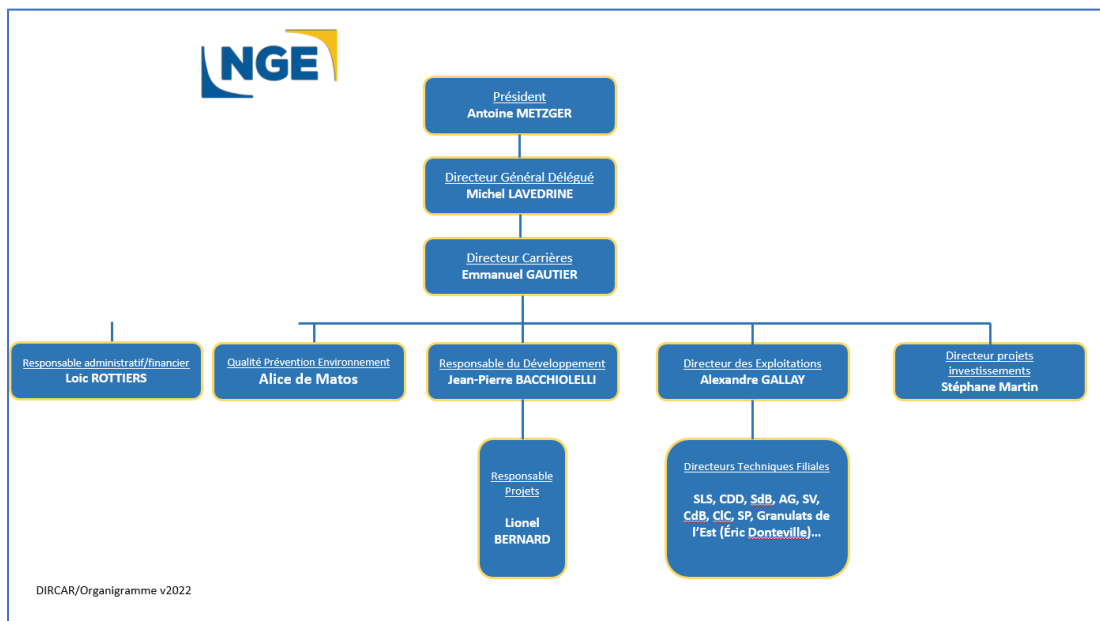 NGE
Président
Antoine METZGER
Directeur Général Délégué
Michel LAVEDRINE
Directeur Carrières
Emmanuel GAUTIER
Responsable administratif/financier
Loic ROTTIERS
Qualité Prévention Environnement
Alice de Matos
Responsable du Développement
Jean-Pierre BACCHIOLELLI
Directeur des Exploitations
Alexandre GALLAY
Directeur projets
investissements
Stéphane Martin
Responsable
Projets
Lionel
BERNARD
Directeurs Techniques Filiales
SLS, CDD, SdB, AG, SV,
CdB, ClC, SP, Granulats de
l'Est (Éric Donteville)...
DIRCAR/Organigramme v2022